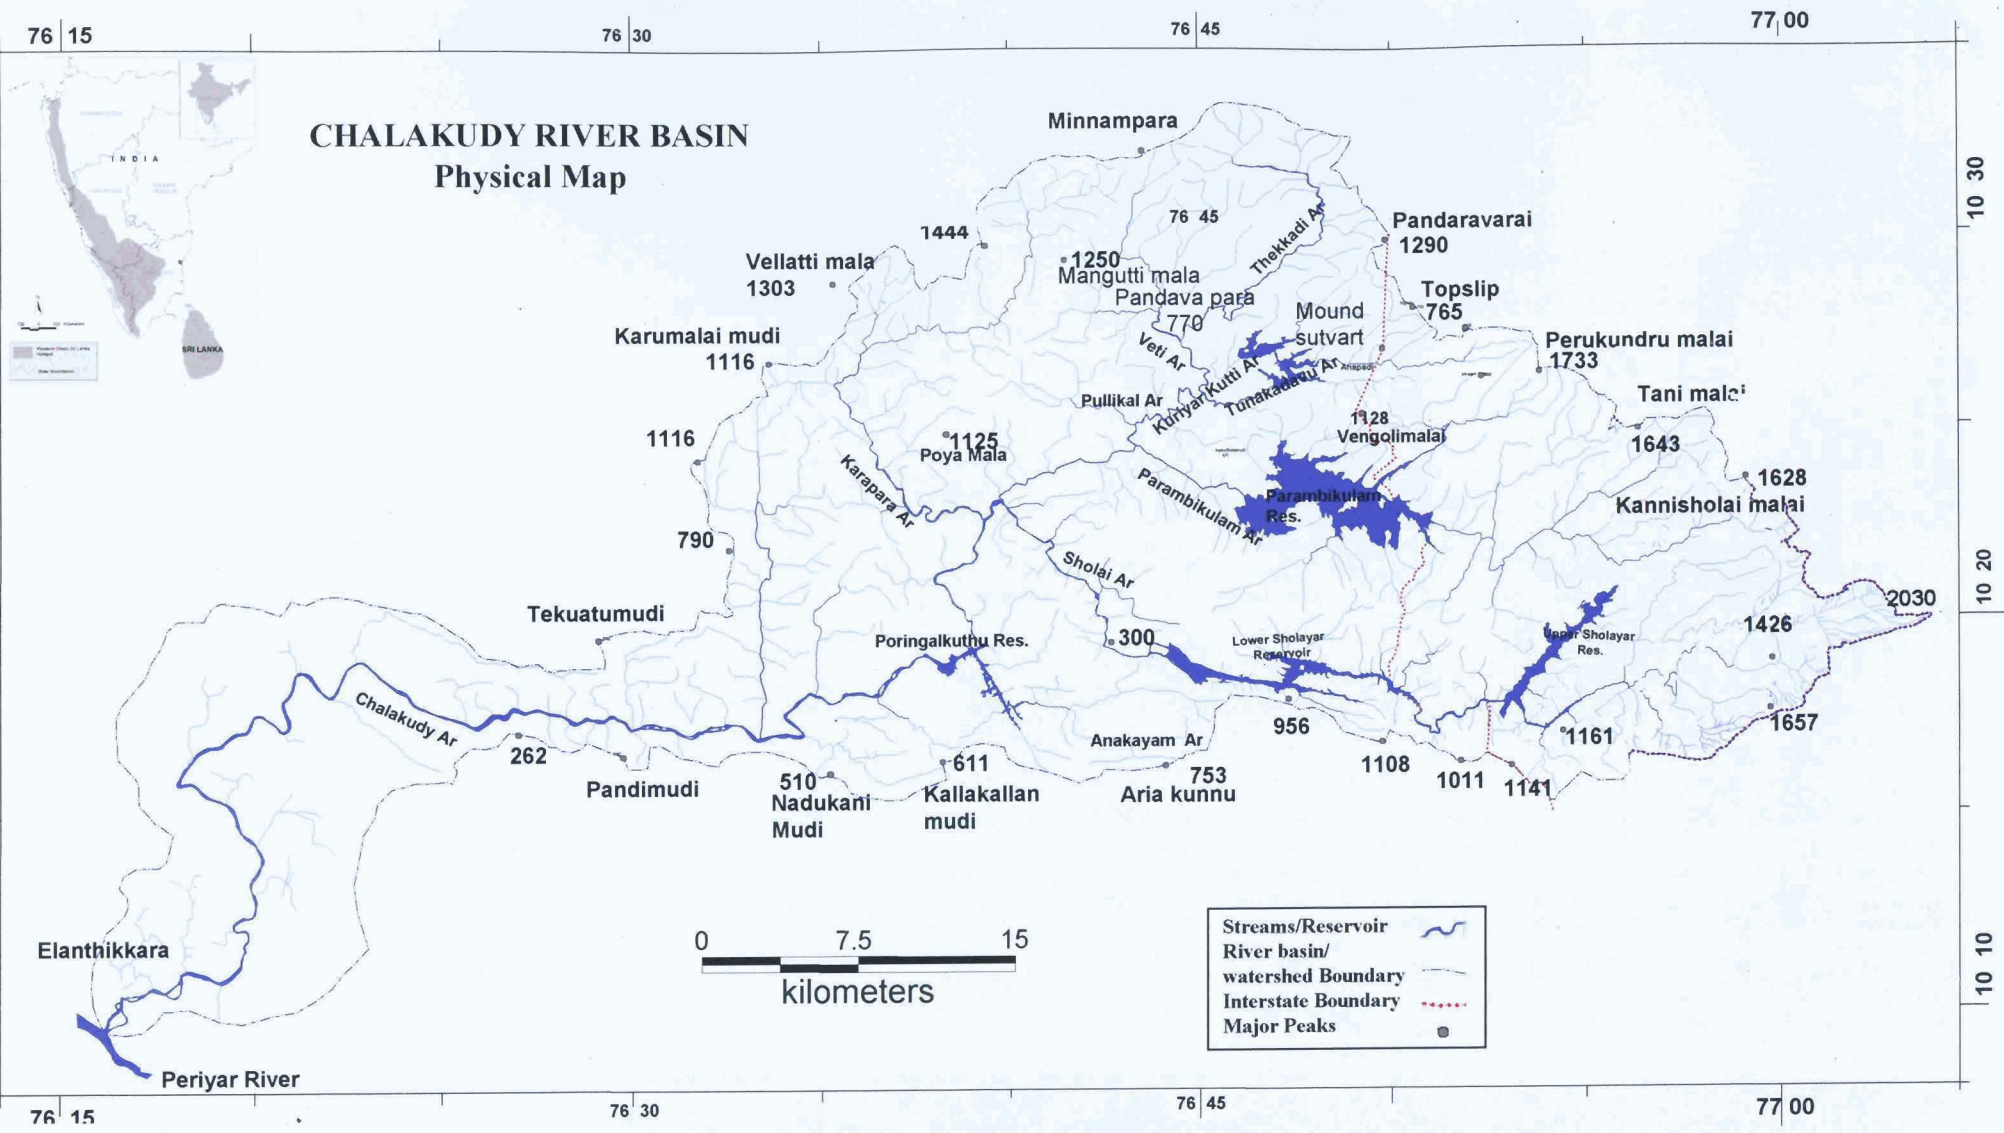 76 15
76 30
76 45
77 00
INDIA
SRI LANKA
CHALAKUDY RIVER BASIN
Physical Map
Minnampara
10 30
76 45
Thekkadi Ar
Pandaravarai
1290
1444
1250
Mangutti mala
Vellatti mala
1303
Pandava para
770
Topslip
765
Mound
sutvart
Karumalai mudi
1116
Veti Ar
Perukundru malai
1733
Kuriyar Kutti Ar
Tunakadavu Ar
Pullikal Ar
Tani malai
1643
1128
Vengolimalai
1116
1125
Poya Mala
Karapara Ar
Parambikulam Ar
Parambikulam
Res.
1628
Kannisholai malai
790
Sholai Ar
10 20
2030
Tekuatumudi
Poringalkuthu Res.
300
Lower Sholayar
Reservoir
Upper Sholayar
Res.
1426
Chalakudy Ar
262
Pandimudi
510
Nadukani
Mudi
611
Kallakallan
mudi
Anakayam Ar
753
Aria kunnu
956
1108
1011
1141
1161
1657
Elanthikkara
Periyar River
0 7.5 15
kilometers
Streams/Reservoir
River basin/
watershed Boundary
Interstate Boundary
Major Peaks
10 10
76 15
76 30
76 45
77 00